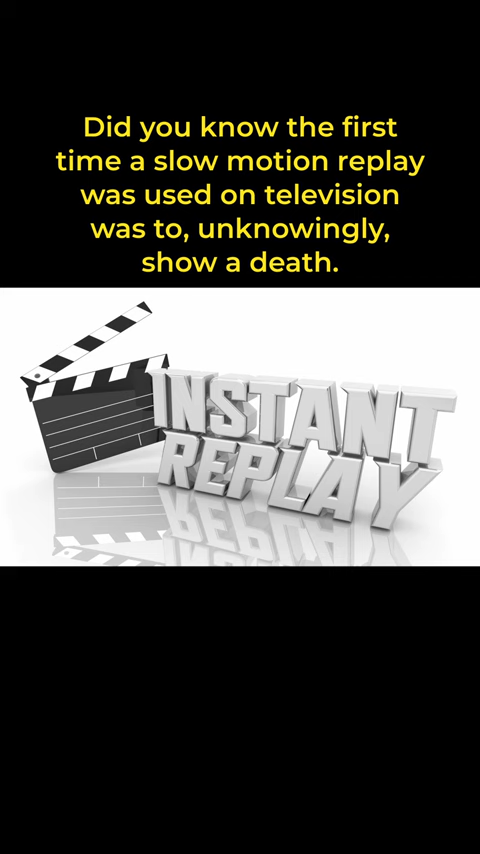 Did you know the first
time a slow motion replay
was used on television
was to, unknowingly,
show a death.
INSTANT
REPLAY